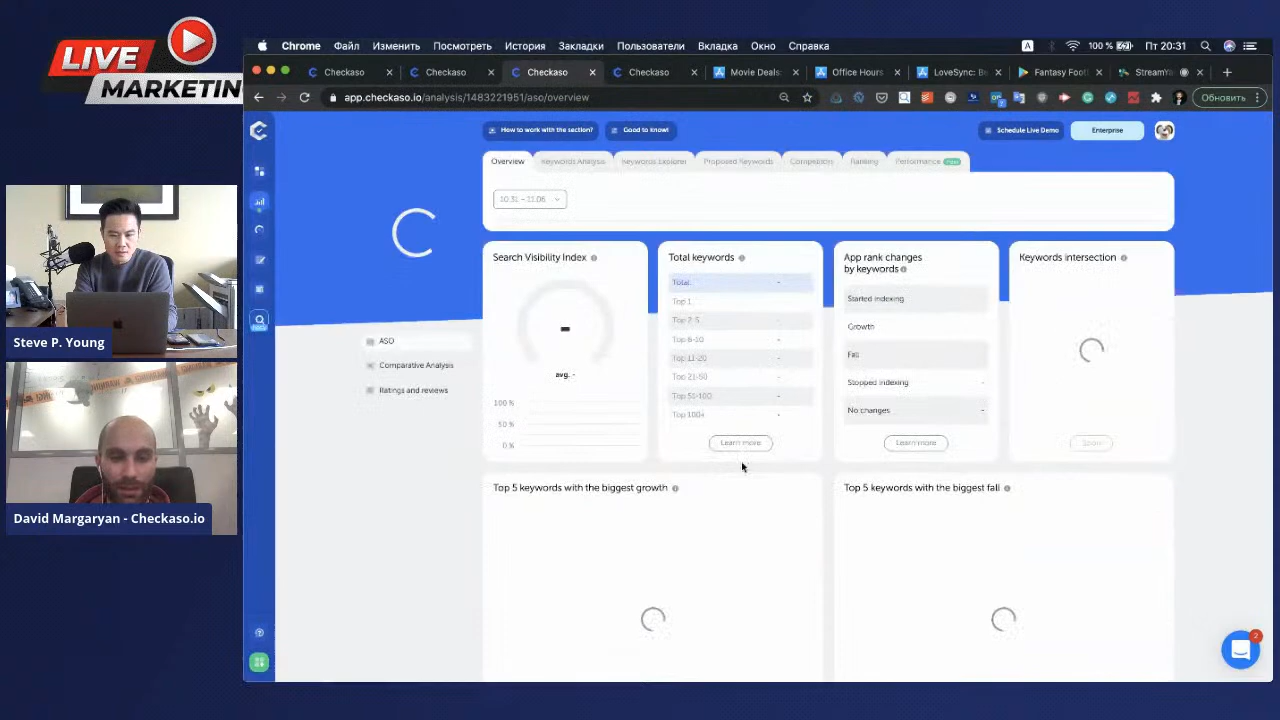 LIVE
MARKETIN
Steve P. Young
David Margaryan - Checkaso.io
Chrome Файл Изменить Посмотреть История Закладки Пользователи Вкладка Окно Справка
A 100 % Пт 20:31
Checkaso Checkaso Checkaso Checkaso Movie Deals: Office Hours LoveSync: Be Fantasy Foot StreamYa
app.checkaso.io/analysis/1483221951/aso/overview
Обновить
How to work with the section? Good to know! Schedule Live Demo Enterprise
Overview Keywords Analysis Keywords Explorer Proposed Keywords Competitors Ranking Performance
10.31 – 11.06
Search Visibility Index
-
avg. -
100 %
50 %
0 %
Total keywords
Total -
Top 1
Top 2-5 -
Top 6-10 -
Top 11-20 -
Top 21-50 -
Top 51-100 -
Top 100+ -
Learn more
App rank changes
by keywords
Started indexing
Growth
Fall
Stopped indexing -
No changes -
Learn more
Keywords intersection
Soon
ASO
Comparative Analysis
Ratings and reviews
Top 5 keywords with the biggest growth
Top 5 keywords with the biggest fall
2